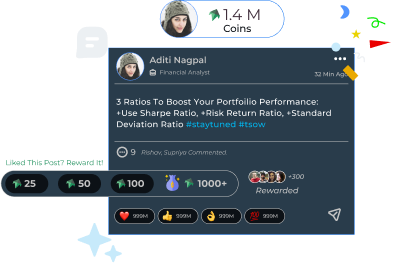 1.4 M
Coins
Aditi Nagpal
Financial Analyst
32 Min Ago
3 Ratios To Boost Your Portfoilio Performance:
+Use Sharpe Ratio, +Risk Return Ratio, +Standard
Deviation Ratio #staytuned #tsow
9 Rishav, Supriya Commented
Liked This Post? Reward It!
25 50 100 1000+
+300
Rewarded
999M 999M 999M 100 999M